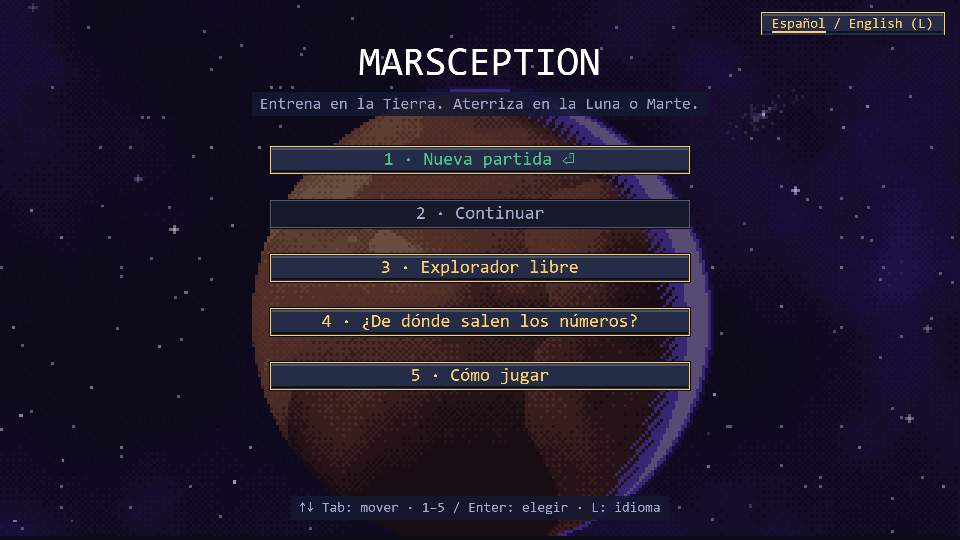 Español / English (L)
MARSCEPTION
Entrena en la Tierra. Aterriza en la Luna o Marte.
1 · Nueva partida ⏎
2 · Continuar
3 · Explorador libre
4 · ¿De dónde salen los números?
5 · Cómo jugar
↑↓ Tab: mover · 1–5 / Enter: elegir · L: idioma